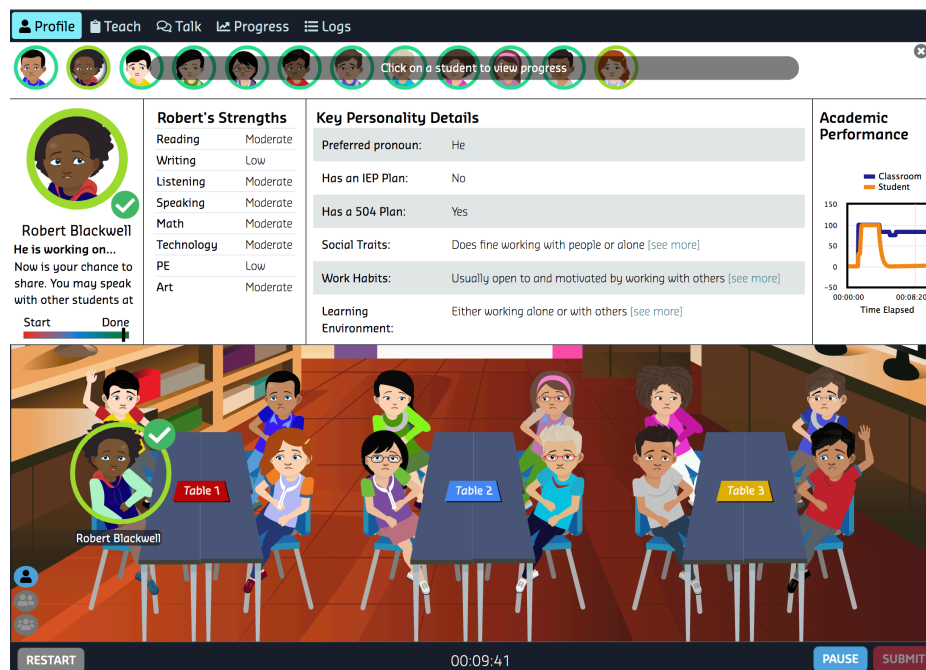 Profile Teach Talk Progress Logs
Click on a student to view progress
Robert Blackwell
He is working on...
Now is your chance to
share. You may speak
with other students at
Start Done
Robert's Strengths
Reading Moderate
Writing Low
Listening Moderate
Speaking Moderate
Math Moderate
Technology Moderate
PE Low
Art Moderate
Key Personality Details
Preferred pronoun: He
Has an IEP Plan: No
Has a 504 Plan: Yes
Social Traits: Does fine working with people or alone [see more]
Work Habits: Usually open to and motivated by working with others [see more]
Learning Either working alone or with others [see more]
Environment:
Academic
Performance
Classroom
Student
150
100
50
0
−50
00:00:00 00:08:20
Time Elapsed
Table 1
Table 2
Table 3
Robert Blackwell
RESTART 00:09:41 PAUSE SUBMIT